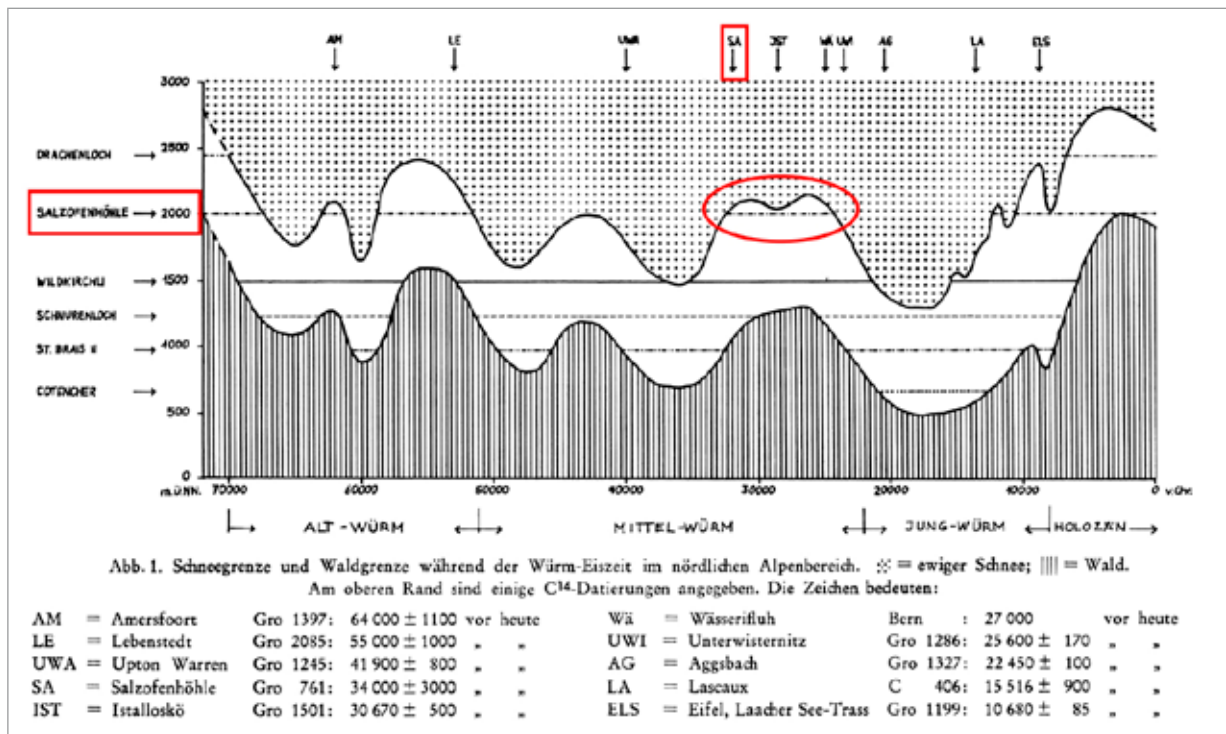 AM LE UWA SA IST WÄ UWI AG LA ELS
3000
DRACHENLOCH 2500
SALZOFENHÖHLE 2000
WILDKIRCHLI 1500
SCHNURENLOCH
ST. BRAIS II 1000
COTENCHER
500
0
m.Ü.NN. 70000 60000 50000 40000 30000 20000 10000 0 v.Chr.
ALT-WÜRM MITTEL-WÜRM JUNG-WÜRM HOLOZÄN
Abb. 1. Schneegrenze und Waldgrenze während der Würm-Eiszeit im nördlichen Alpenbereich. = ewiger Schnee; |||| = Wald.
Am oberen Rand sind einige C14-Datierungen angegeben. Die Zeichen bedeuten:
AM = Amersfoort Gro 1397: 64 000 ± 1100 vor heute
LE = Lebenstedt Gro 2085: 55 000 ± 1000 „ „
UWA = Upton Warren Gro 1245: 41 900 ± 800 „ „
SA = Salzofenhöhle Gro 761: 34 000 ± 3000 „ „
IST = Istalloskö Gro 1501: 30 670 ± 500 „ „
Wä = Wässerifluh Bern : 27 000 vor heute
UWI = Unterwisternitz Gro 1286: 25 600 ± 170 „ „
AG = Aggsbach Gro 1327: 22 450 ± 100 „ „
LA = Lascaux C 406: 15 516 ± 900 „ „
ELS = Eifel, Laacher See-Trass Gro 1199: 10 680 ± 85 „ „